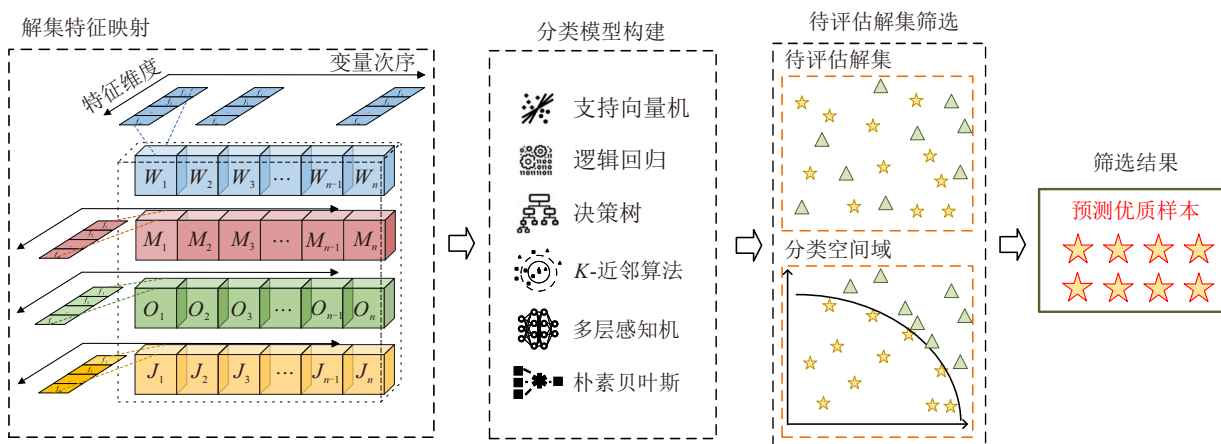 解集特征映射
特征维度
变量次序
W1 W2 W3 … Wn-1 Wn
M1 M2 M3 … Mn-1 Mn
O1 O2 O3 … On-1 On
J1 J2 J3 … Jn-1 Jn
分类模型构建
支持向量机
逻辑回归
决策树
K-近邻算法
多层感知机
朴素贝叶斯
待评估解集筛选
待评估解集
分类空间域
筛选结果
预测优质样本